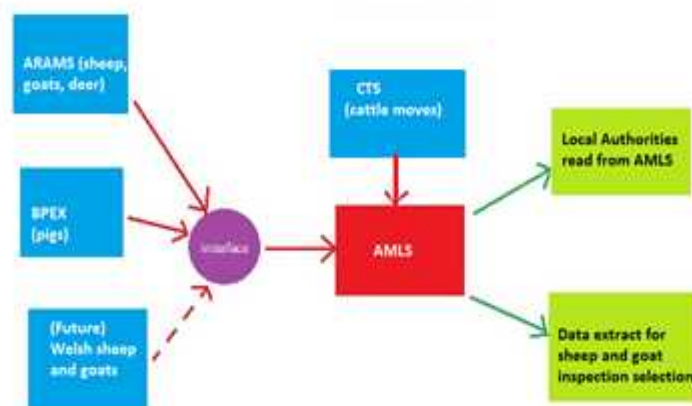 ARAMS (sheep,
goats, deer)
CTS
(cattle moves)
Local Authorities
read from AMLS
BPEX
(pigs)
Interface
AMLS
(Future)
Welsh sheep
and goats
Data extract for
sheep and goat
inspection selection